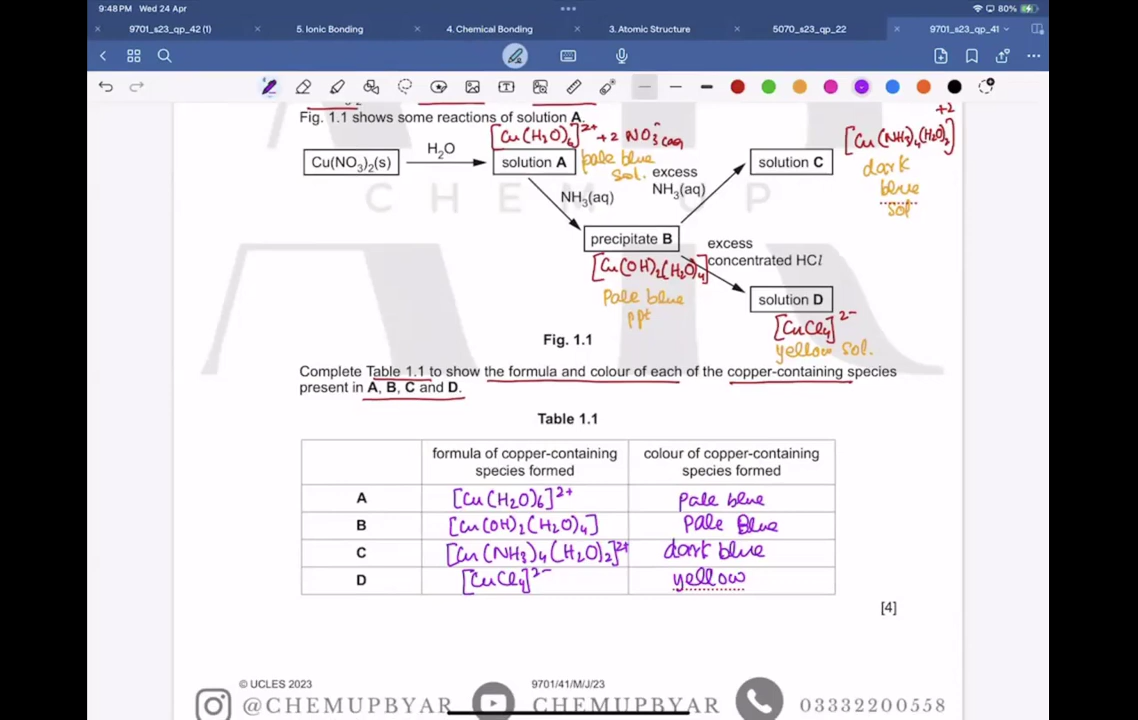 9:48 PM Wed 24 Apr
80%
9701_s23_qp_42 (1)
5. Ionic Bonding
4. Chemical Bonding
3. Atomic Structure
5070_s23_qp_22
9701_s23_qp_41
Fig. 1.1 shows some reactions of solution A.
[Cu(H2O)6]2+ +2 NO3- (aq)
+2
[Cu(NH3)4(H2O)2]
Cu(NO3)2(s)
H2O
solution A
pale blue
sol.
excess
NH3(aq)
solution C
dark
blue
sol
NH3(aq)
CHEM UP
precipitate B
excess
concentrated HCl
[Cu(OH)2(H2O)4]
pale blue
ppt
solution D
[CuCl4]2-
yellow sol.
Fig. 1.1
Complete Table 1.1 to show the formula and colour of each of the copper-containing species
present in A, B, C and D.
Table 1.1
formula of copper-containing
species formed
colour of copper-containing
species formed
A [Cu(H2O)6]2+ pale blue
B [Cu(OH)2(H2O)4] pale Blue
C [Cu(NH3)4(H2O)2]2+ dark blue
D [CuCl4]2- yellow
[4]
© UCLES 2023
9701/41/M/J/23
@CHEMUPBYAR
CHEMUPBYAR
03332200558